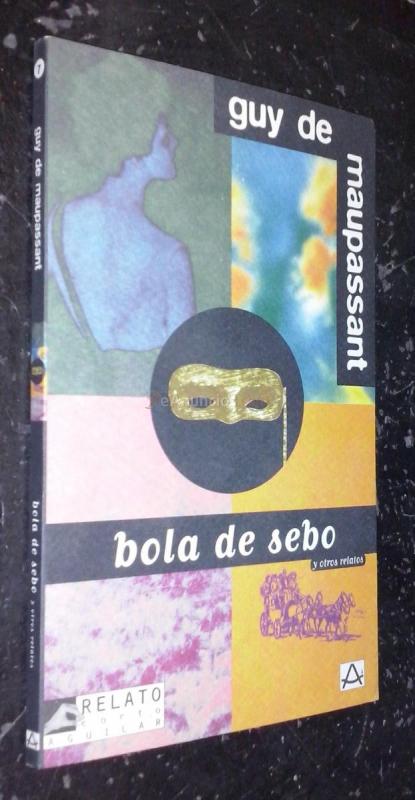 guy de
maupassant
bola de sebo
y otros relatos
RELATO
corto
AGUILAR
A
7
guy de maupassant
bola de sebo y otros relatos
A